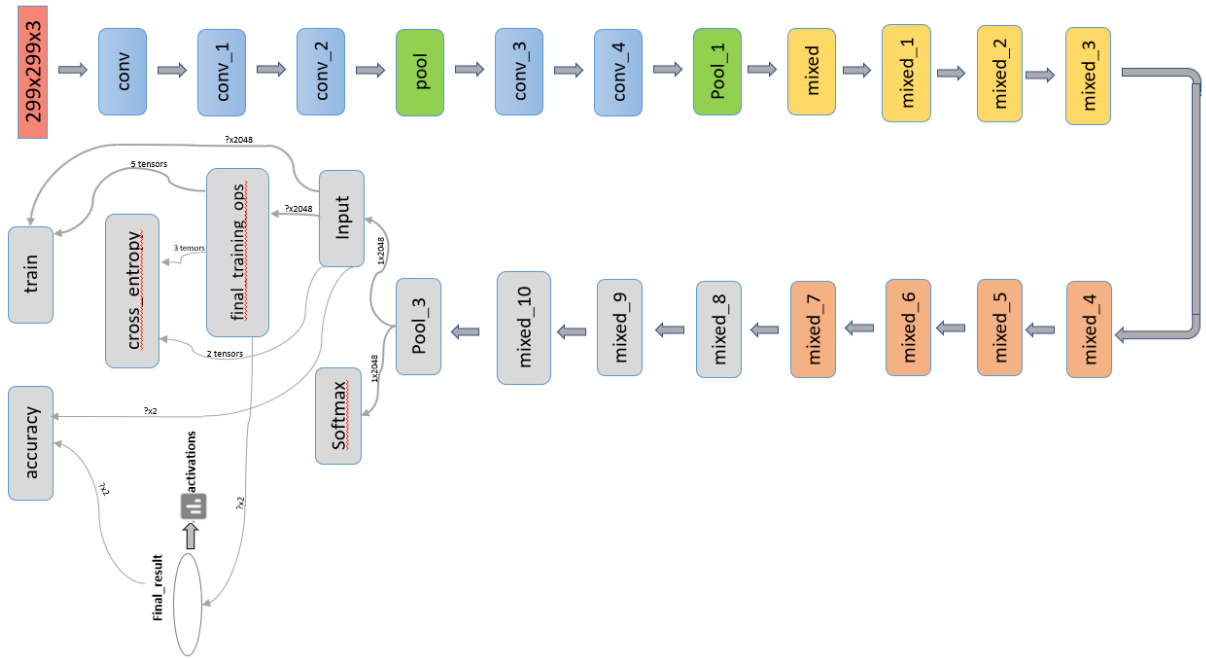 299x299x3
conv
conv_1
conv_2
pool
conv_3
conv_4
Pool_1
mixed
mixed_1
mixed_2
mixed_3
mixed_4
mixed_5
mixed_6
mixed_7
mixed_8
mixed_9
mixed_10
Pool_3
1x2048
1x2048
Softmax
Input
?x2048
?x2048
final_training_ops
5 tensors
3 tensors
2 tensors
cross_entropy
train
?x2
accuracy
?x2
?x2
activations
Final_result